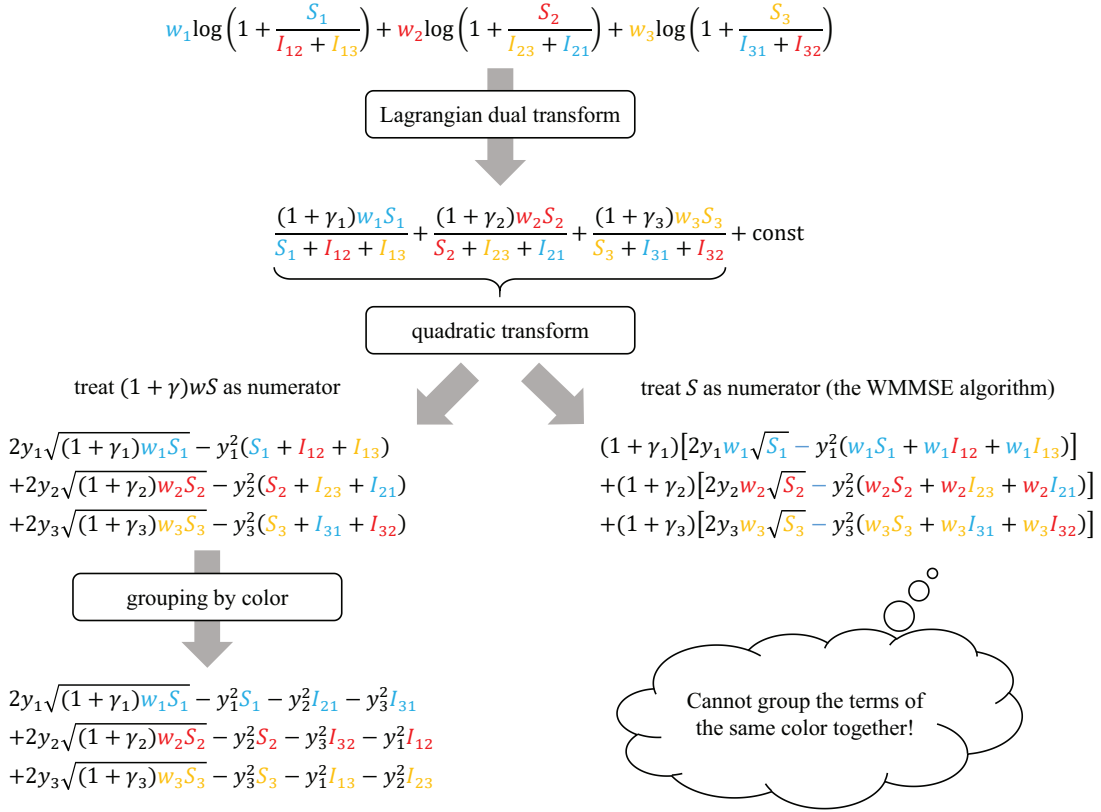 w₁log(1 + S₁/(I₁₂ + I₁₃)) + w₂log(1 + S₂/(I₂₃ + I₂₁)) + w₃log(1 + S₃/(I₃₁ + I₃₂))
Lagrangian dual transform
(1 + γ₁)w₁S₁/(S₁ + I₁₂ + I₁₃) + (1 + γ₂)w₂S₂/(S₂ + I₂₃ + I₂₁) + (1 + γ₃)w₃S₃/(S₃ + I₃₁ + I₃₂) + const
quadratic transform
treat (1 + γ)wS as numerator
2y₁√((1 + γ₁)w₁S₁) − y₁²(S₁ + I₁₂ + I₁₃)
+2y₂√((1 + γ₂)w₂S₂) − y₂²(S₂ + I₂₃ + I₂₁)
+2y₃√((1 + γ₃)w₃S₃) − y₃²(S₃ + I₃₁ + I₃₂)
grouping by color
2y₁√((1 + γ₁)w₁S₁) − y₁²S₁ − y₂²I₂₁ − y₃²I₃₁
+2y₂√((1 + γ₂)w₂S₂) − y₂²S₂ − y₃²I₃₂ − y₁²I₁₂
+2y₃√((1 + γ₃)w₃S₃) − y₃²S₃ − y₁²I₁₃ − y₂²I₂₃
treat S as numerator (the WMMSE algorithm)
(1 + γ₁)[2y₁w₁√S₁ − y₁²(w₁S₁ + w₁I₁₂ + w₁I₁₃)]
+(1 + γ₂)[2y₂w₂√S₂ − y₂²(w₂S₂ + w₂I₂₃ + w₂I₂₁)]
+(1 + γ₃)[2y₃w₃√S₃ − y₃²(w₃S₃ + w₃I₃₁ + w₃I₃₂)]
Cannot group the terms of
the same color together!